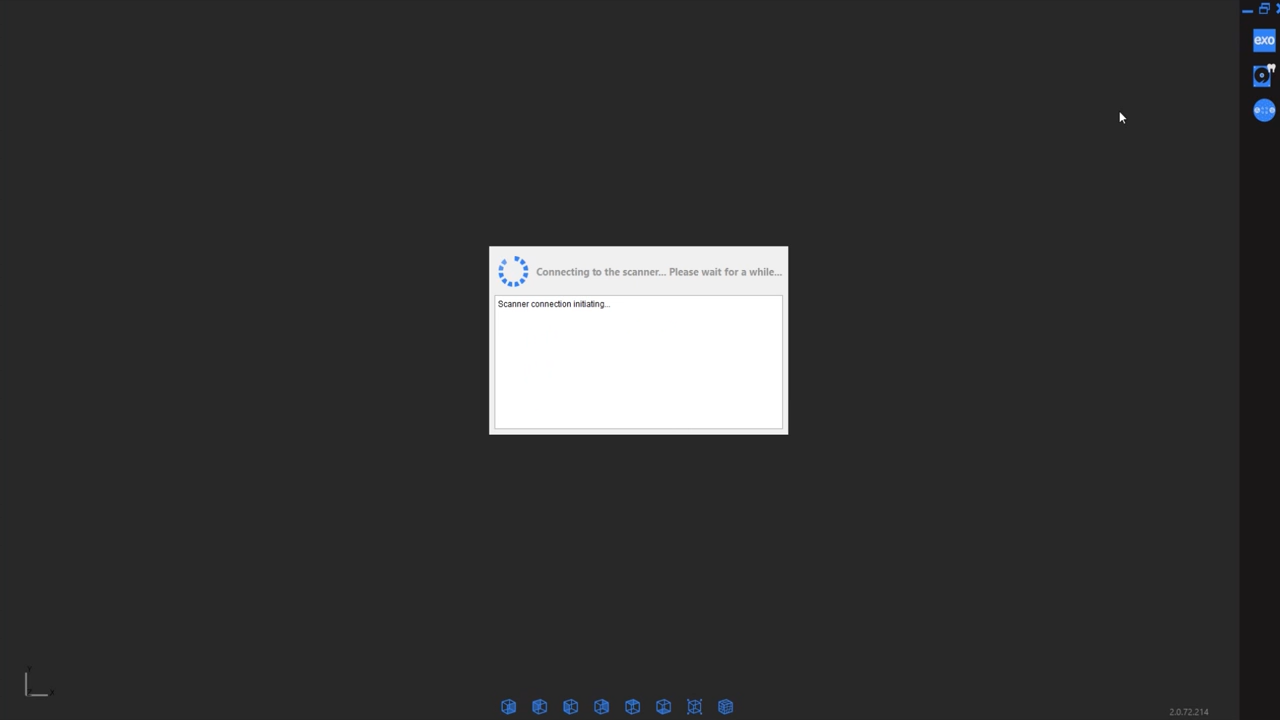 exo
Connecting to the scanner... Please wait for a while...
Scanner connection initiating...
Y
X
2.0.72.214